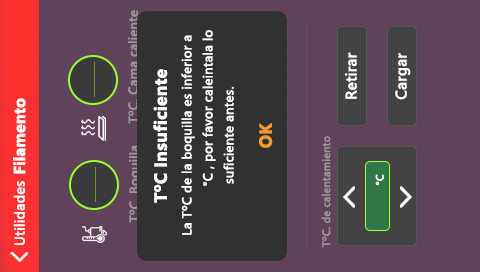 Utilidades Filamento
T°C. Boquilla
T°C. Cama caliente
T°C Insuficiente
La T°C de la boquilla es inferior a
°C , por favor caleintala lo
suficiente antes.
OK
T°C. de calentamiento
°C
Retirar
Cargar